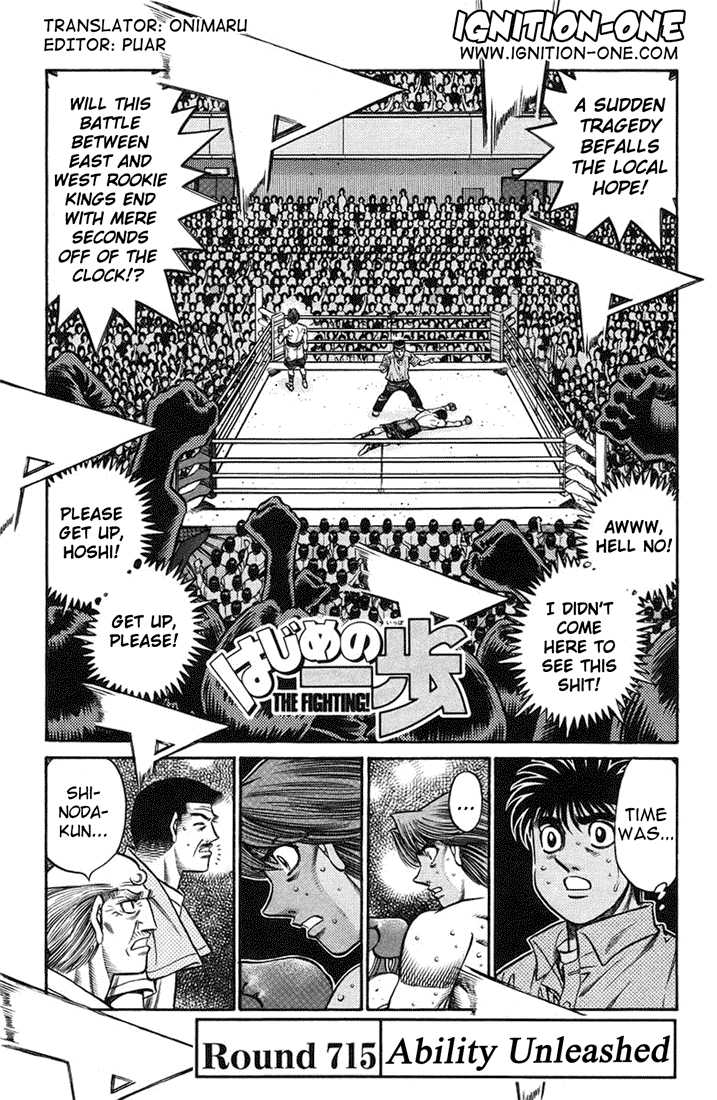 TRANSLATOR: ONIMARU
EDITOR: PUAR
IGNITION-ONE
WWW.IGNITION-ONE.COM
A SUDDEN
TRAGEDY
BEFALLS
THE LOCAL
HOPE!
WILL THIS
BATTLE
BETWEEN
EAST AND
WEST ROOKIE
KINGS END
WITH MERE
SECONDS
OFF OF THE
CLOCK!?
AWWW,
HELL NO!
I DIDN'T
COME
HERE TO
SEE THIS
SHIT!
PLEASE
GET UP,
HOSHI!
GET UP,
PLEASE!
はじめの一歩
いっぽ
THE FIGHTING!
TIME
WAS...
...
SHI-
NODA-
KUN...
Round 715
Ability Unleashed